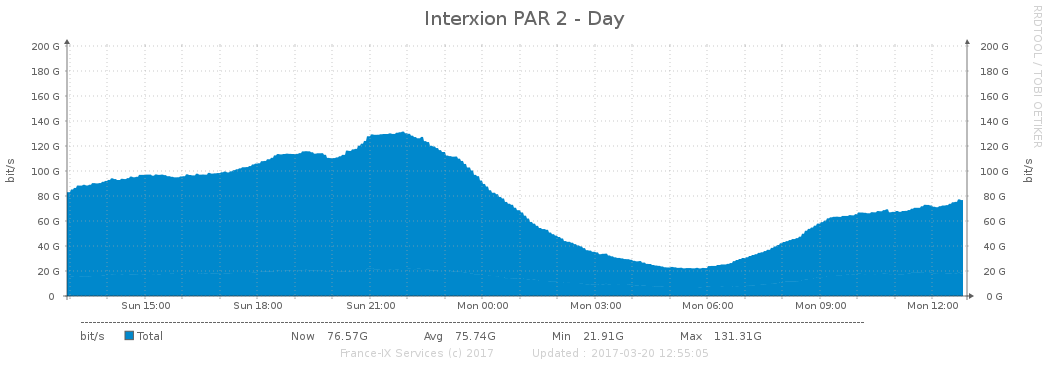 Interxion PAR 2 - Day
RRDTOOL / TOBI OETIKER
200 G 200 G
180 G 180 G
160 G 160 G
140 G 140 G
120 G 120 G
100 G 100 G
80 G 80 G
60 G 60 G
40 G 40 G
20 G 20 G
0 0 G
bit/s
bit/s
Sun 15:00 Sun 18:00 Sun 21:00 Mon 00:00 Mon 03:00 Mon 06:00 Mon 09:00 Mon 12:00
bit/s Total Now 76.57G Avg 75.74G Min 21.91G Max 131.31G
France-IX Services (c) 2017 Updated : 2017-03-20 12:55:05